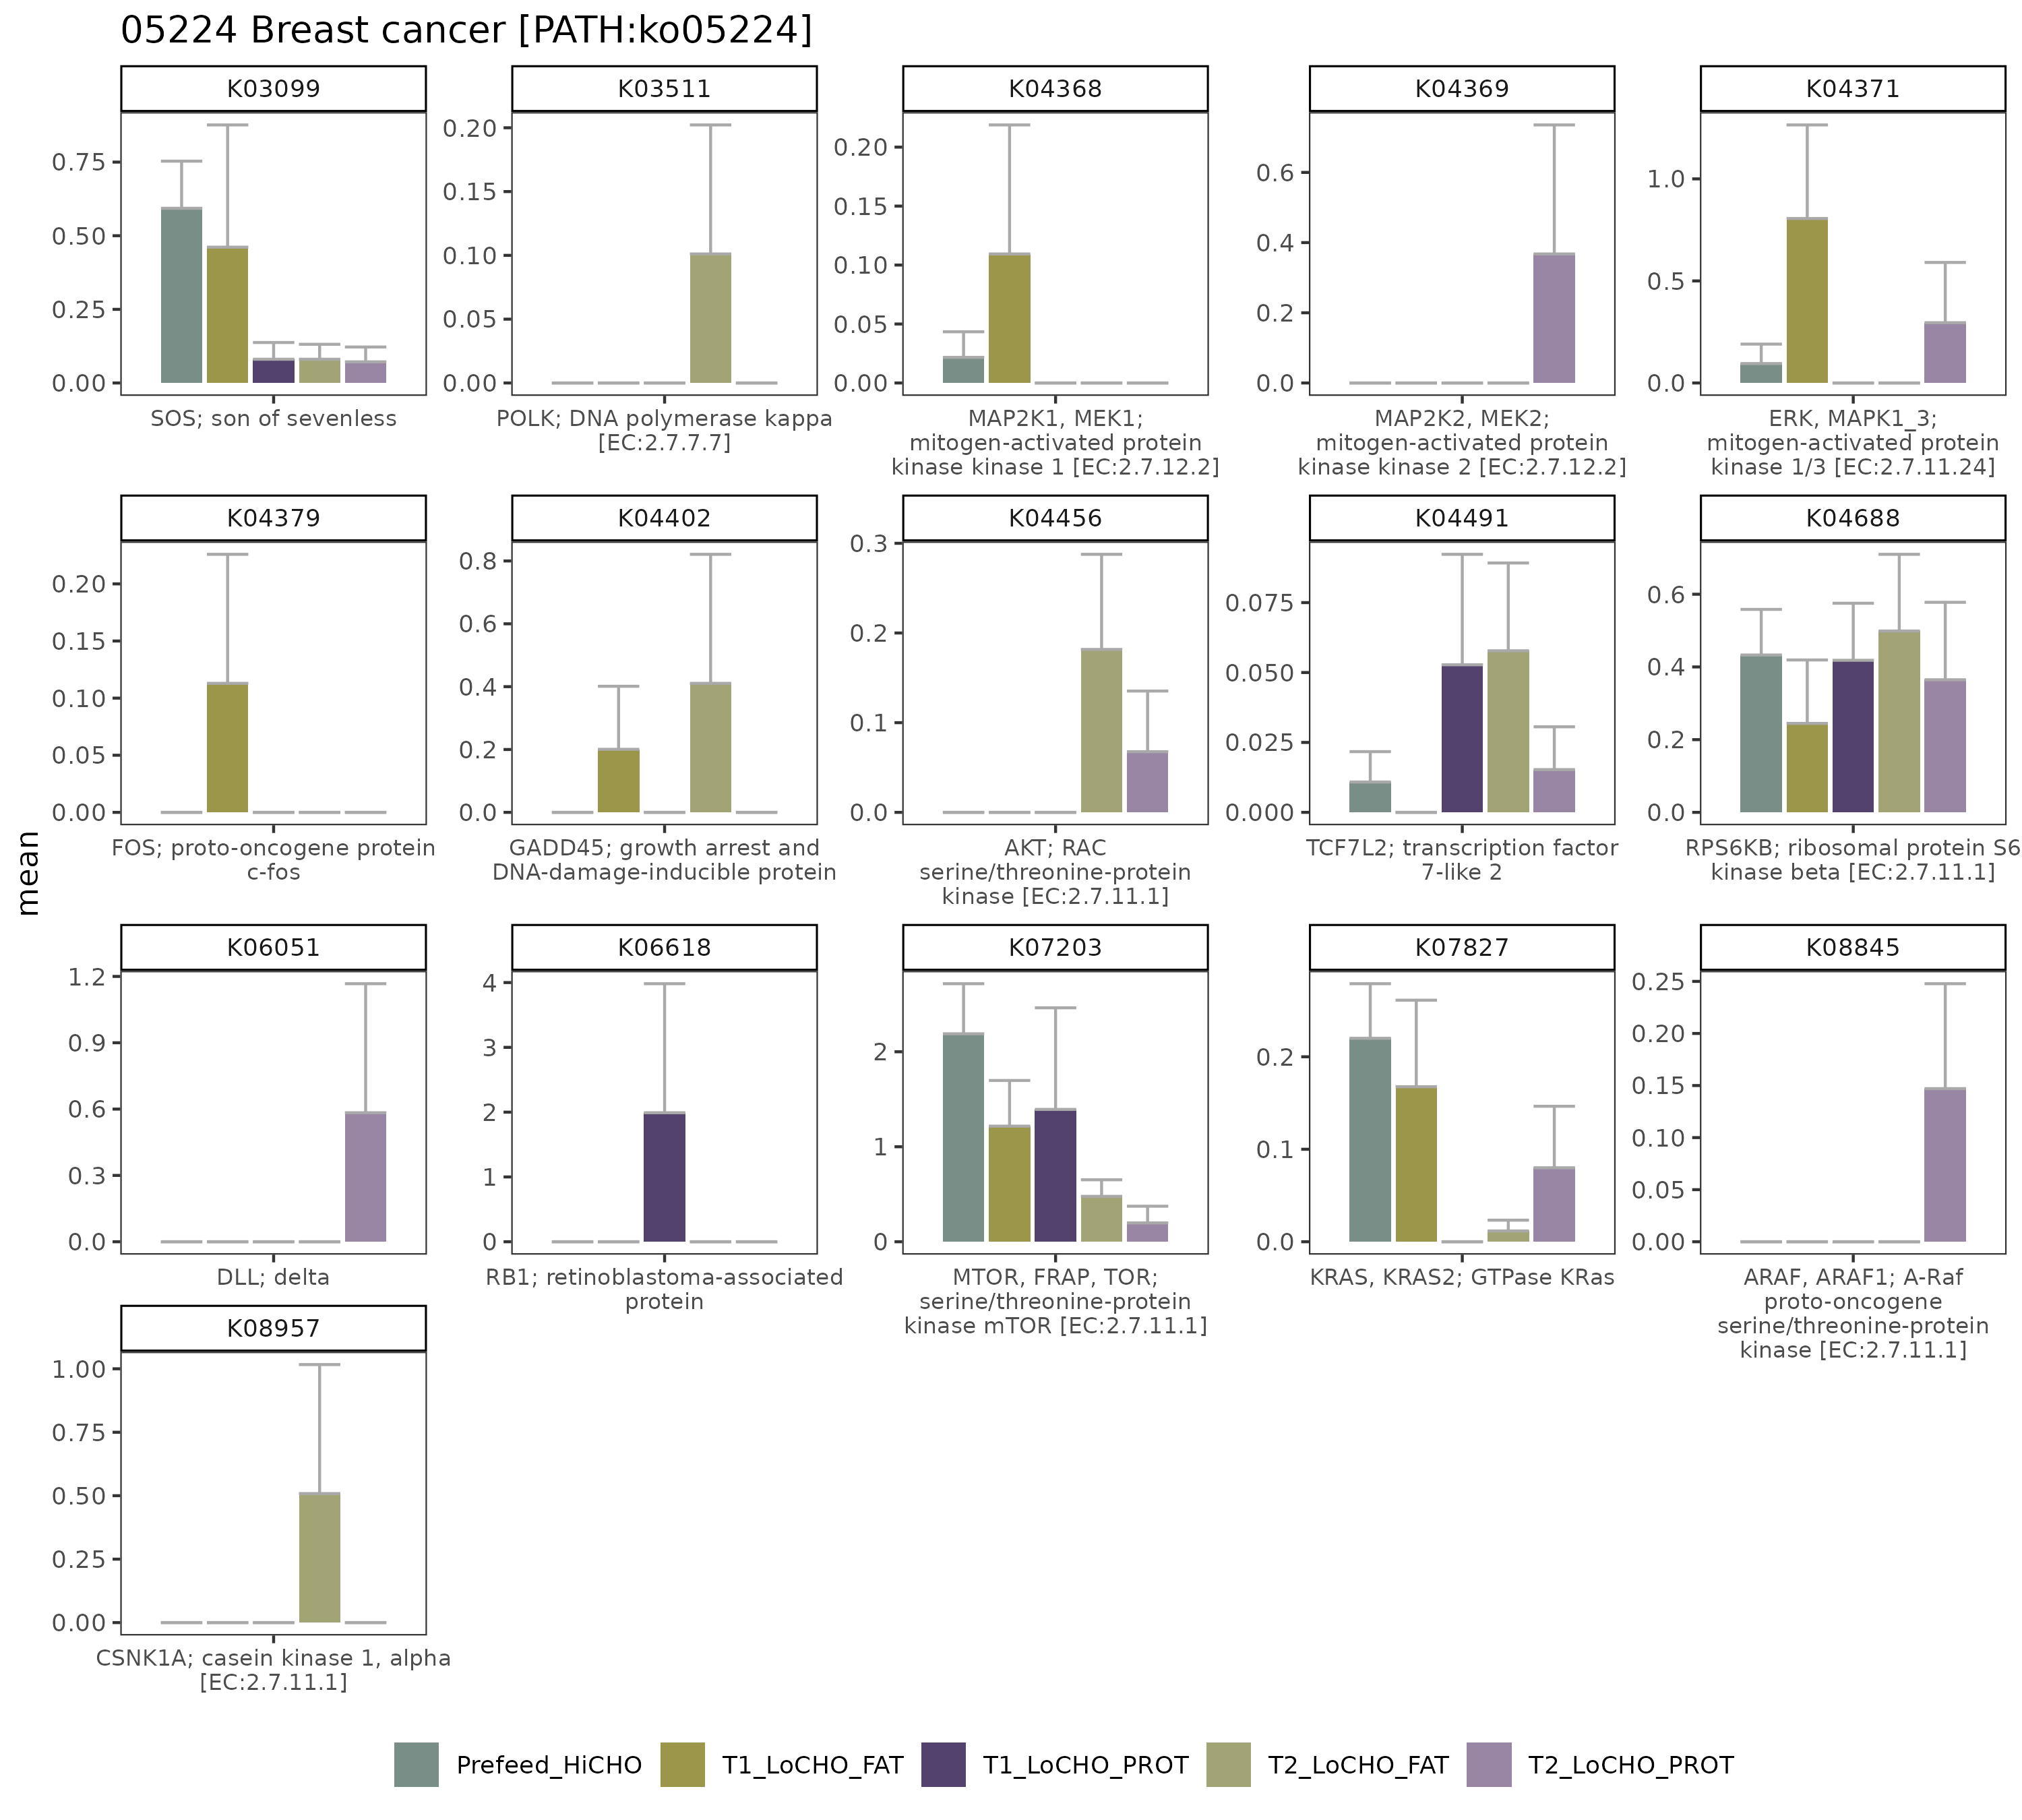 05224 Breast cancer [PATH:ko05224]
mean
K03099
0.75
0.50
0.25
0.00
SOS; son of sevenless
K03511
0.20
0.15
0.10
0.05
0.00
POLK; DNA polymerase kappa
[EC:2.7.7.7]
K04368
0.20
0.15
0.10
0.05
0.00
MAP2K1, MEK1;
mitogen-activated protein
kinase kinase 1 [EC:2.7.12.2]
K04369
0.6
0.4
0.2
0.0
MAP2K2, MEK2;
mitogen-activated protein
kinase kinase 2 [EC:2.7.12.2]
K04371
1.0
0.5
0.0
ERK, MAPK1_3;
mitogen-activated protein
kinase 1/3 [EC:2.7.11.24]
K04379
0.20
0.15
0.10
0.05
0.00
FOS; proto-oncogene protein
c-fos
K04402
0.8
0.6
0.4
0.2
0.0
GADD45; growth arrest and
DNA-damage-inducible protein
K04456
0.3
0.2
0.1
0.0
AKT; RAC
serine/threonine-protein
kinase [EC:2.7.11.1]
K04491
0.075
0.050
0.025
0.000
TCF7L2; transcription factor
7-like 2
K04688
0.6
0.4
0.2
0.0
RPS6KB; ribosomal protein S6
kinase beta [EC:2.7.11.1]
K06051
1.2
0.9
0.6
0.3
0.0
DLL; delta
K06618
4
3
2
1
0
RB1; retinoblastoma-associated
protein
K07203
2
1
0
MTOR, FRAP, TOR;
serine/threonine-protein
kinase mTOR [EC:2.7.11.1]
K07827
0.2
0.1
0.0
KRAS, KRAS2; GTPase KRas
K08845
0.25
0.20
0.15
0.10
0.05
0.00
ARAF, ARAF1; A-Raf
proto-oncogene
serine/threonine-protein
kinase [EC:2.7.11.1]
K08957
1.00
0.75
0.50
0.25
0.00
CSNK1A; casein kinase 1, alpha
[EC:2.7.11.1]
Prefeed_HiCHO T1_LoCHO_FAT T1_LoCHO_PROT T2_LoCHO_FAT T2_LoCHO_PROT